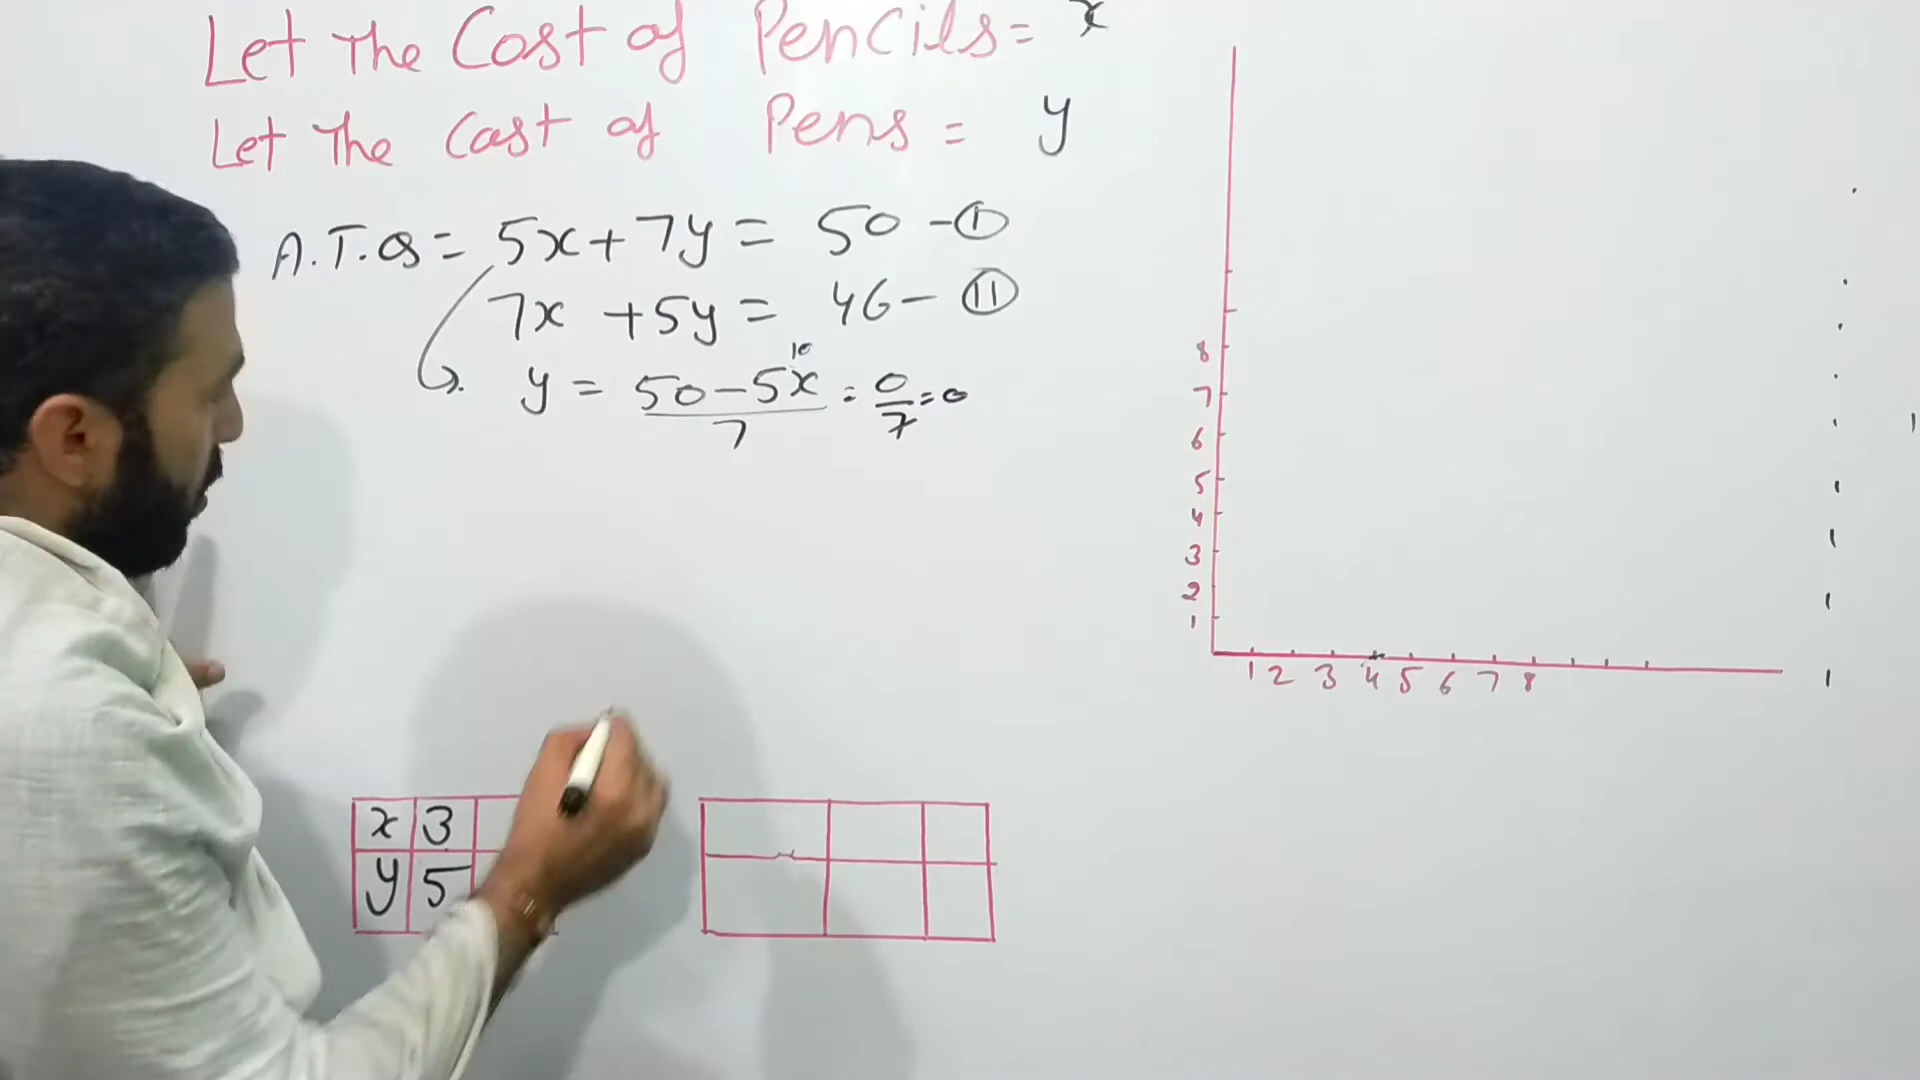 Let The Cost of Pencils = x
Let The Cost of Pens = y
A.T.Q = 5x + 7y = 50 - ①
7x + 5y = 46 - ⑪
10
y = 50 - 5x / 7 = 0/7 = 0
x 3
y 5
8
7
6
5
4
3
2
1
1 2 3 4 5 6 7 8